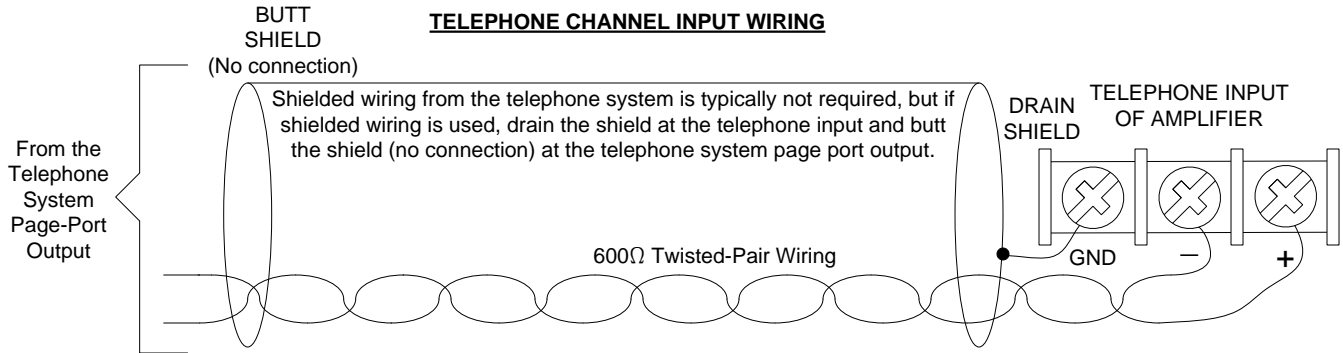 TELEPHONE CHANNEL INPUT WIRING
BUTT
SHIELD
(No connection)
Shielded wiring from the telephone system is typically not required, but if
shielded wiring is used, drain the shield at the telephone input and butt
the shield (no connection) at the telephone system page port output.
From the
Telephone
System
Page-Port
Output
DRAIN
SHIELD
TELEPHONE INPUT
OF AMPLIFIER
600Ω Twisted-Pair Wiring
GND
–
+